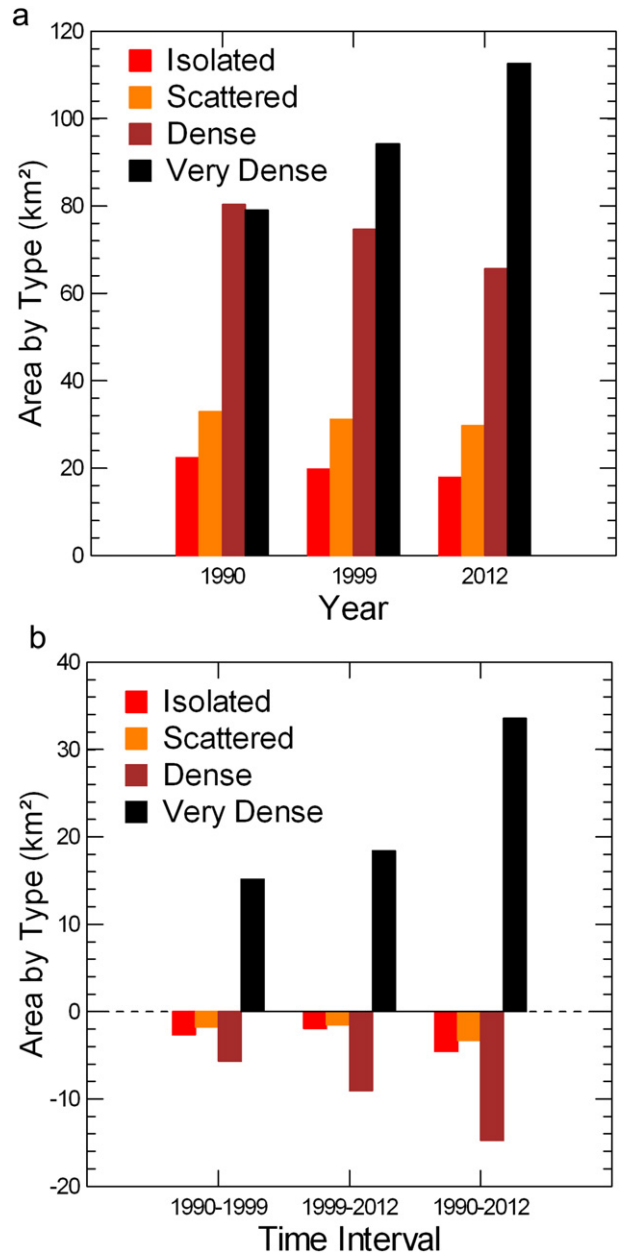 a
120
100
80
60
40
20
0
Area by Type (km²)
Isolated
Scattered
Dense
Very Dense
1990 1999 2012
Year
b
40
30
20
10
0
-10
-20
Area by Type (km²)
Isolated
Scattered
Dense
Very Dense
1990-1999 1999-2012 1990-2012
Time Interval